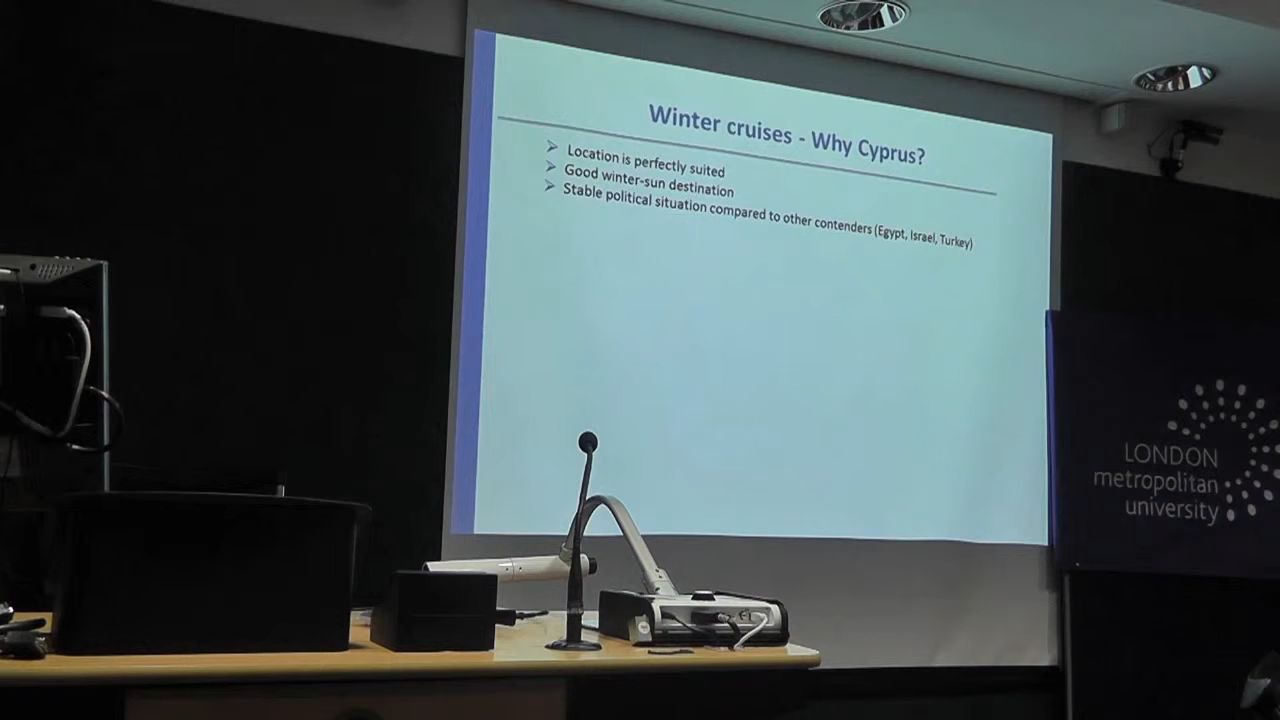 Winter cruises - Why Cyprus?
Location is perfectly suited
Good winter-sun destination
Stable political situation compared to other contenders (Egypt, Israel, Turkey)
LONDON
metropolitan
university